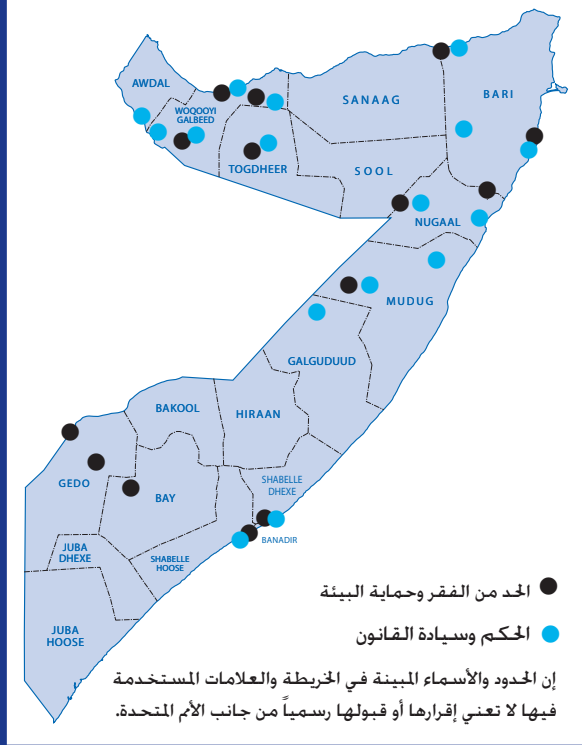 AWDAL
WOQOOYI
GALBEED
SANAAG
BARI
TOGDHEER
SOOL
NUGAAL
MUDUG
GALGUDUUD
BAKOOL
HIRAAN
GEDO
BAY
SHABELLE
DHEXE
BANADIR
JUBA
DHEXE
SHABELLE
HOOSE
JUBA
HOOSE
الحد من الفقر وحماية البيئة
الحكم وسيادة القانون
إن الحدود والأسماء المبينة في الخريطة والعلامات المستخدمة
فيها لا تعني إقرارها أو قبولها رسمياً من جانب الأمم المتحدة.